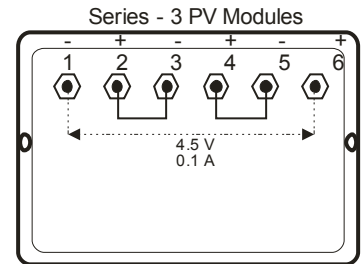 Series - 3 PV Modules
- + - + - +
1 2 3 4 5 6
4.5 V
0.1 A